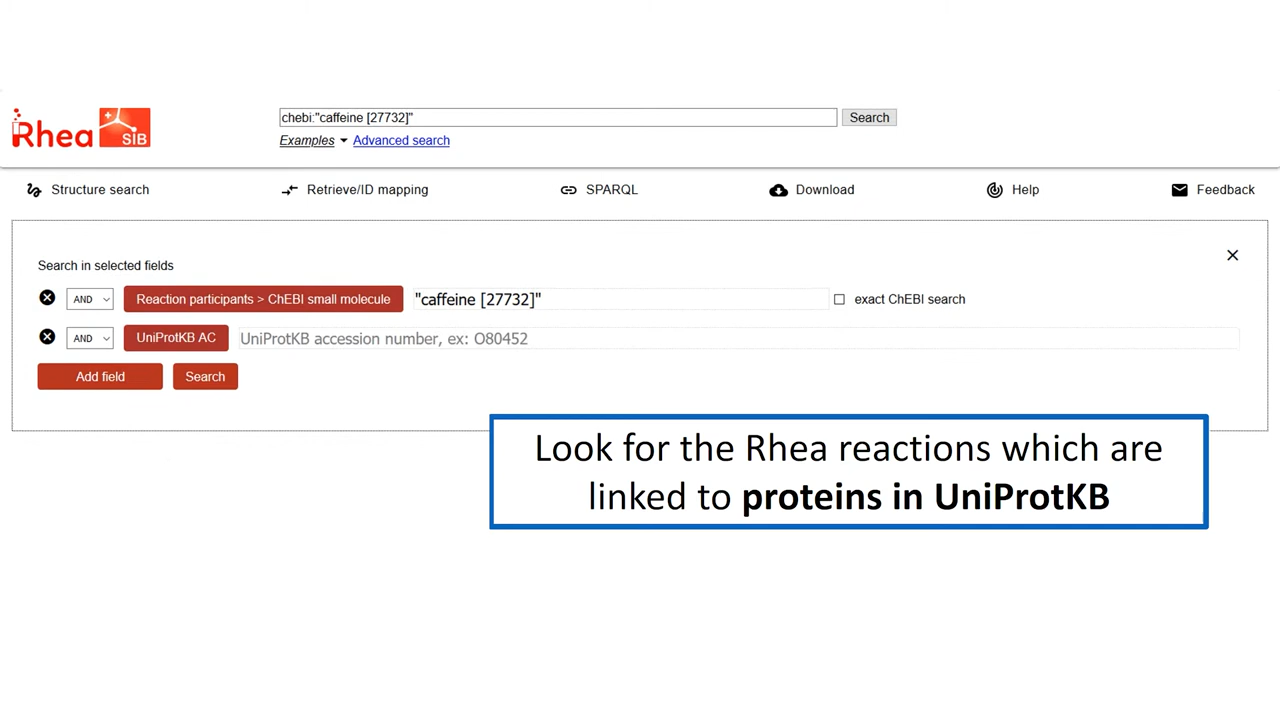 Rhea SIB
chebi:"caffeine [27732]" Search
Examples Advanced search
Structure search Retrieve/ID mapping SPARQL Download Help Feedback
Search in selected fields
AND Reaction participants > ChEBI small molecule "caffeine [27732]" exact ChEBI search
AND UniProtKB AC UniProtKB accession number, ex: O80452
Add field Search
Look for the Rhea reactions which are
linked to proteins in UniProtKB